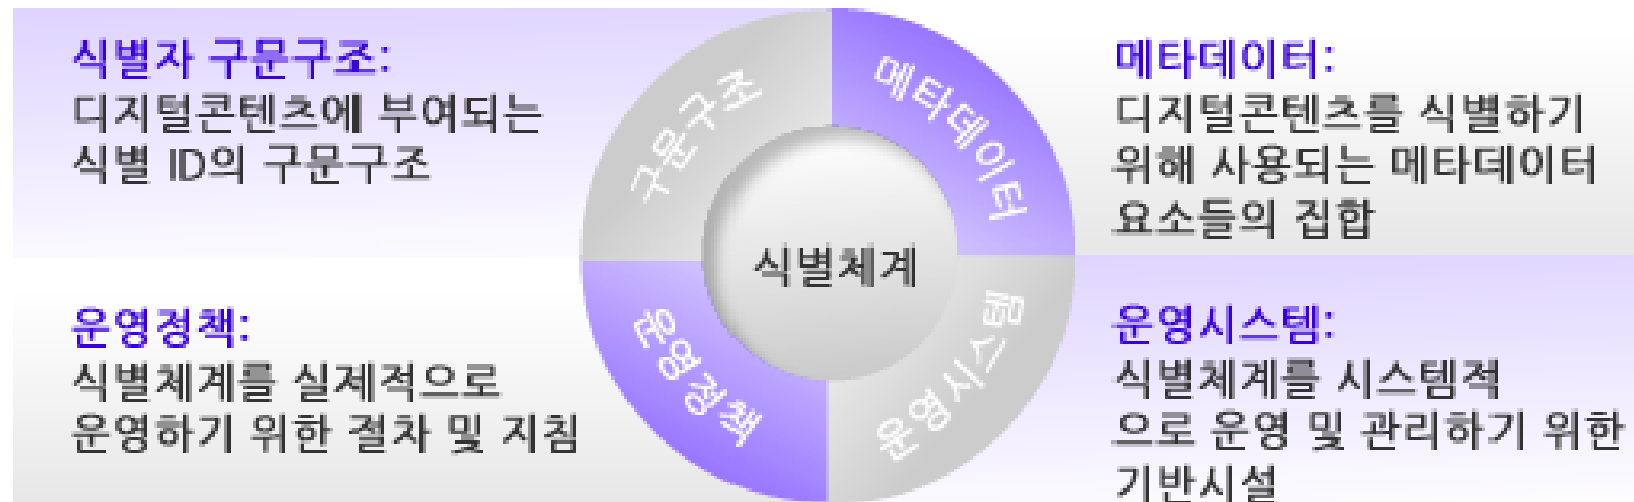 식별자 구문구조:
디지털콘텐츠에 부여되는
식별 ID의 구문구조
메타데이터:
디지털콘텐츠를 식별하기
위해 사용되는 메타데이터
요소들의 집합
구문구조
메타데이터
식별체계
운영정책
운영시스템
운영정책:
식별체계를 실제적으로
운영하기 위한 절차 및 지침
운영시스템:
식별체계를 시스템적
으로 운영 및 관리하기 위한
기반시설